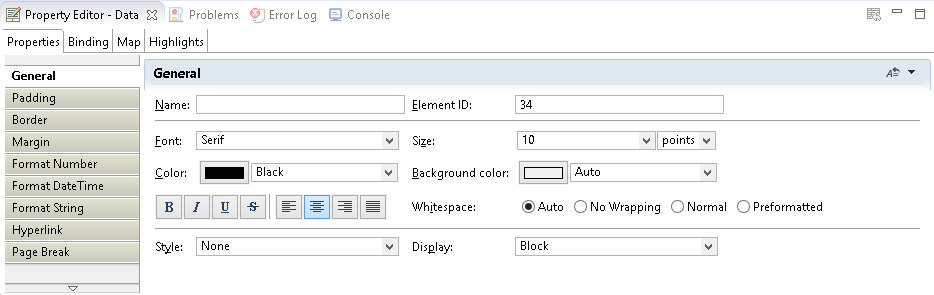 Property Editor - Data Problems Error Log Console
Properties Binding Map Highlights
General
Padding
Border
Margin
Format Number
Format DateTime
Format String
Hyperlink
Page Break
General
Name: Element ID: 34
Font: Serif Size: 10 points
Color: Black Background color: Auto
B I U S Whitespace: Auto No Wrapping Normal Preformatted
Style: None Display: Block